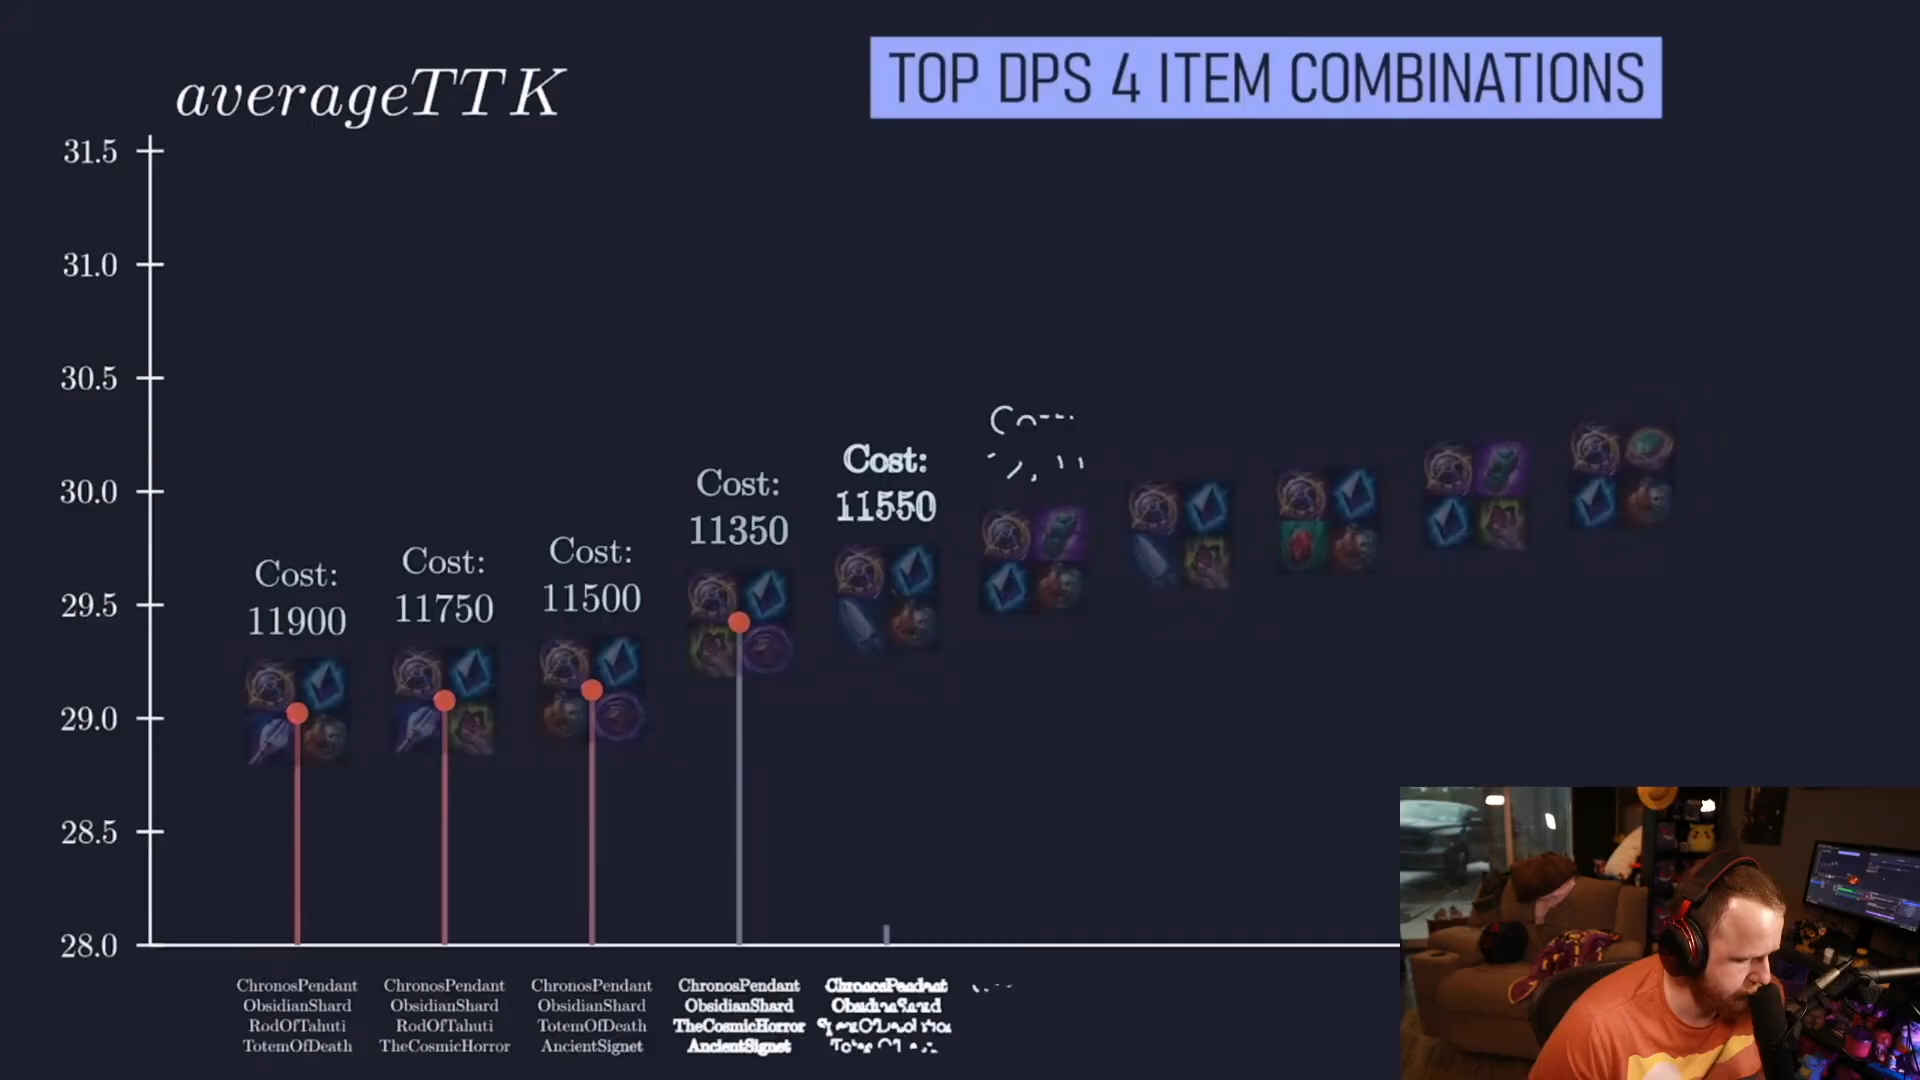 averageTTK
TOP DPS 4 ITEM COMBINATIONS
31.5
31.0
30.5
30.0
29.5
29.0
28.5
28.0
Cost:
11900
Cost:
11750
Cost:
11500
Cost:
11350
Cost:
11550
ChronosPendant
ObsidianShard
RodOfTahuti
TotemOfDeath
ChronosPendant
ObsidianShard
RodOfTahuti
TheCosmicHorror
ChronosPendant
ObsidianShard
TotemOfDeath
AncientSignet
ChronosPendant
ObsidianShard
TheCosmicHorror
AncientSignet
ChronosPendant
ObsidianShard